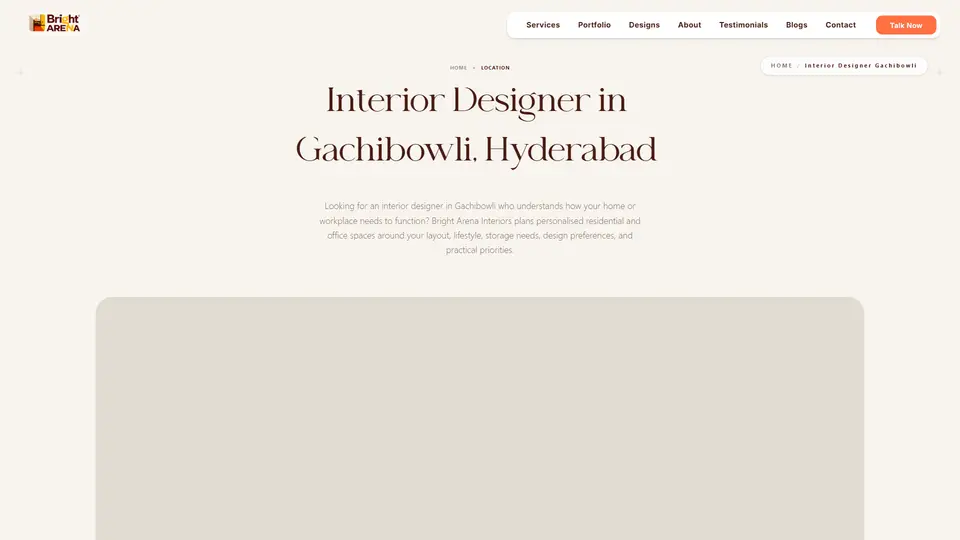 Bright
ARENA
Services Portfolio Designs About Testimonials Blogs Contact Talk Now
HOME • LOCATION
HOME / Interior Designer Gachibowli
Interior Designer in
Gachibowli, Hyderabad
Looking for an interior designer in Gachibowli who understands how your home or
workplace needs to function? Bright Arena Interiors plans personalised residential and
office spaces around your layout, lifestyle, storage needs, design preferences, and
practical priorities.